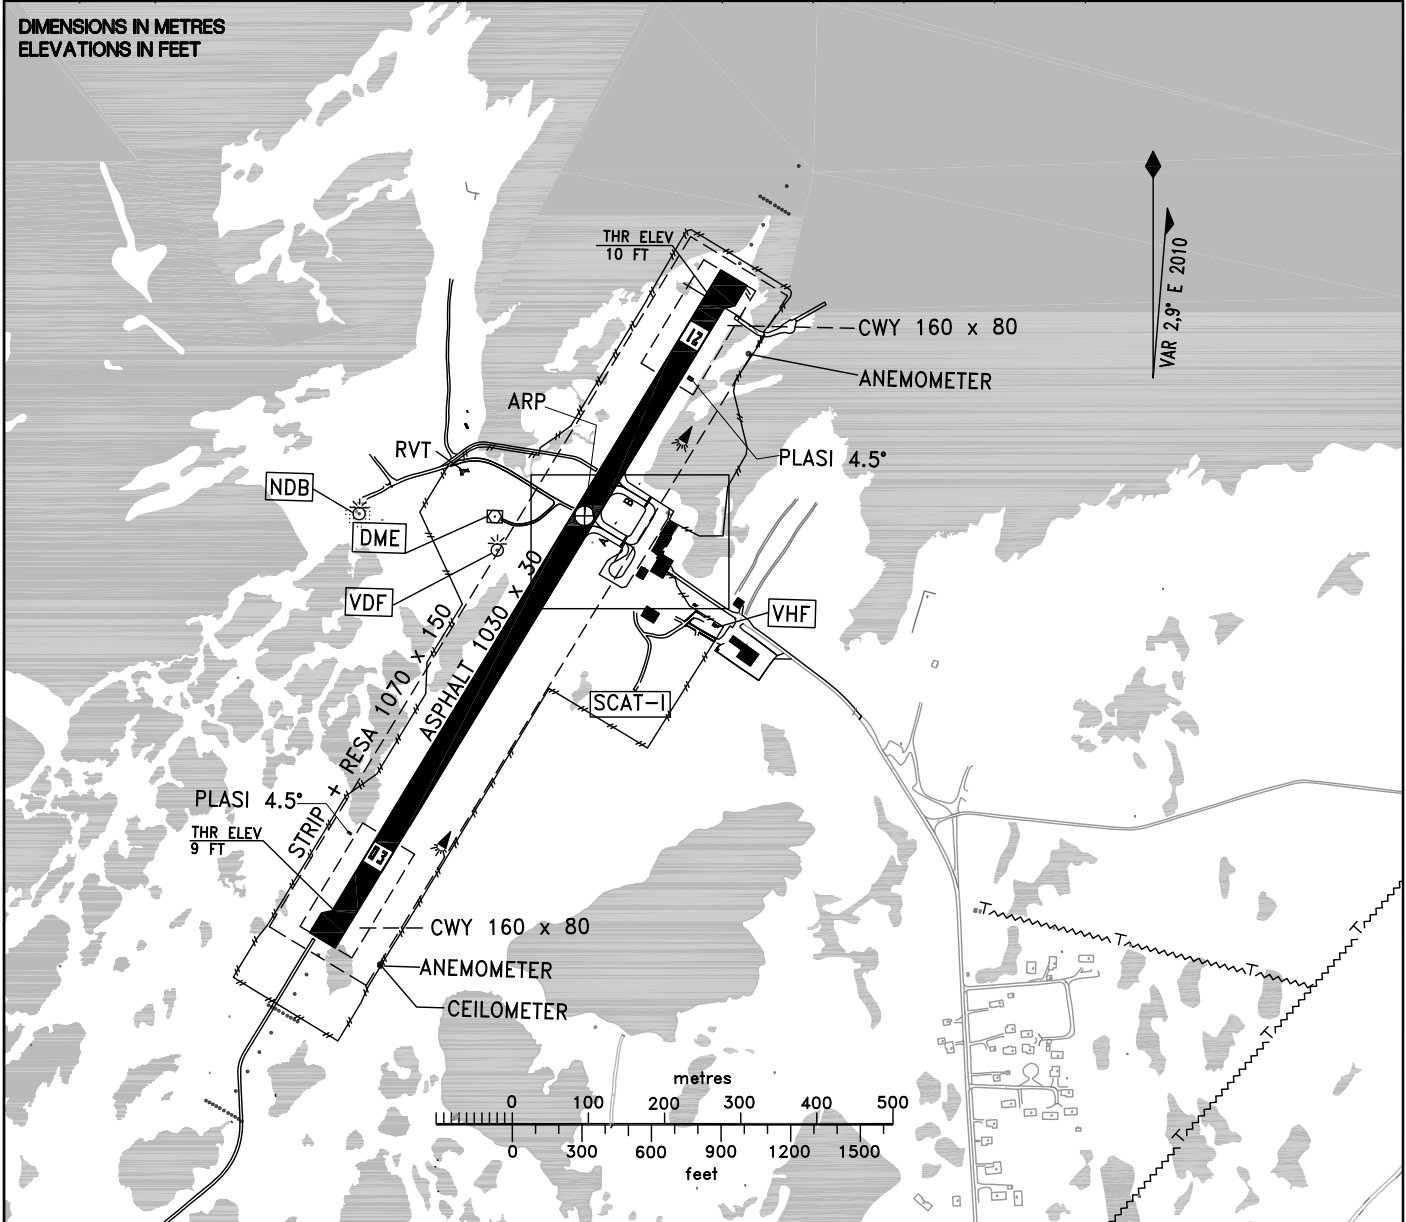 DIMENSIONS IN METRES
ELEVATIONS IN FEET
VAR 2,9° E 2010
THR ELEV
10 FT
21
CWY 160 x 80
ANEMOMETER
ARP
RVT
PLASI 4.5°
NDB
DME
B
A
VDF
VHF
SCAT-I
ASPHALT 1030 x 30
STRIP + RESA 1070 x 150
PLASI 4.5°
THR ELEV
9 FT
03
CWY 160 x 80
ANEMOMETER
CEILOMETER
T
T
T
T
T
T
metres
0 100 200 300 400 500
0 300 600 900 1200 1500
feet